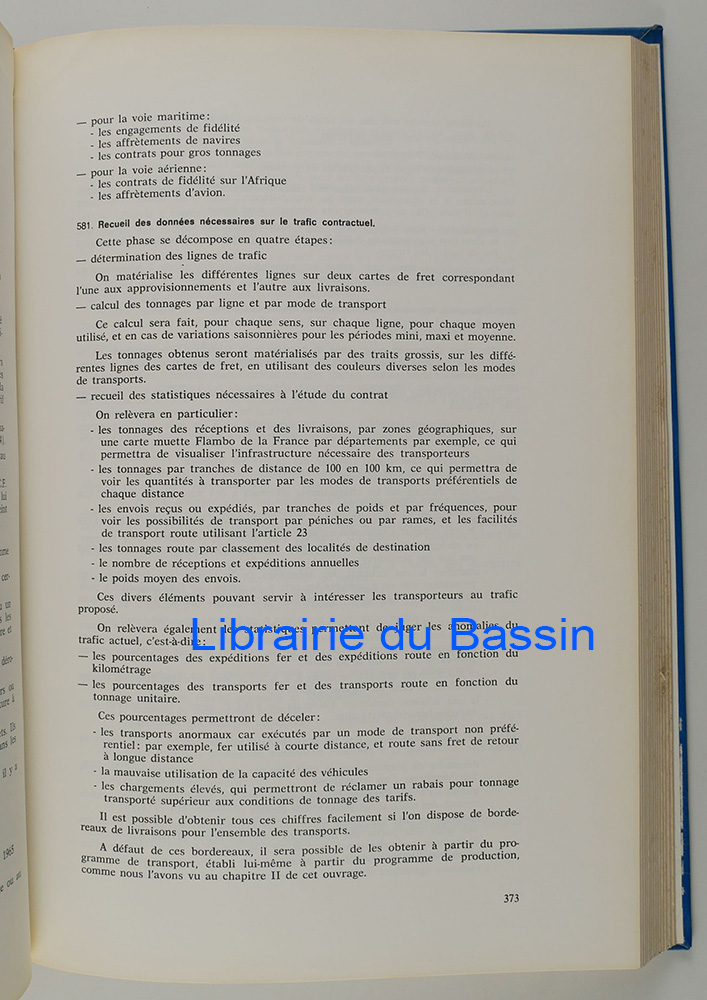 — pour la voie maritime :
- les engagements de fidélité
- les affrètements de navires
- les contrats pour gros tonnages
— pour la voie aérienne :
- les contrats de fidélité sur l'Afrique
- les affrètements d'avion.
581. Recueil des données nécessaires sur le trafic contractuel.
Cette phase se décompose en quatre étapes :
— détermination des lignes de trafic
On matérialise les différentes lignes sur deux cartes de fret correspondant
l'une aux approvisionnements et l'autre aux livraisons.
— calcul des tonnages par ligne et par mode de transport
Ce calcul sera fait, pour chaque sens, sur chaque ligne, pour chaque moyen
utilisé, et en cas de variations saisonnières pour les périodes mini, maxi et moyenne.
Les tonnages obtenus seront matérialisés par des traits grossis, sur les diffé-
rentes lignes des cartes de fret, en utilisant des couleurs diverses selon les modes
de transports.
— recueil des statistiques nécessaires à l'étude du contrat
On relèvera en particulier :
- les tonnages des réceptions et des livraisons, par zones géographiques, sur
une carte muette Flambo de la France par départements par exemple, ce qui
permettra de visualiser l'infrastructure nécessaire des transporteurs
- les tonnages par tranches de distance de 100 en 100 km, ce qui permettra de
voir les quantités à transporter par les modes de transports préférentiels de
chaque distance
- les envois reçus ou expédiés, par tranches de poids et par fréquences, pour
voir les possibilités de transport par péniches ou par rames, et les facilités
de transport route utilisant l'article 23
- les tonnages route par classement des localités de destination
- le nombre de réceptions et expéditions annuelles
- le poids moyen des envois.
Ces divers éléments pouvant servir à intéresser les transporteurs au trafic
proposé.
On relèvera également les statistiques permettant de juger les anomalies du
trafic actuel, c'est-à-dire :
Librairie du Bassin
— les pourcentages des expéditions fer et des expéditions route en fonction du
kilométrage
— les pourcentages des transports fer et des transports route en fonction du
tonnage unitaire.
Ces pourcentages permettront de déceler :
- les transports anormaux car exécutés par un mode de transport non préfé-
rentiel : par exemple, fer utilisé à courte distance, et route sans fret de retour
à longue distance
- la mauvaise utilisation de la capacité des véhicules
- les chargements élevés, qui permettront de réclamer un rabais pour tonnage
transporté supérieur aux conditions de tonnage des tarifs.
Il est possible d'obtenir tous ces chiffres facilement si l'on dispose de borde-
reaux de livraisons pour l'ensemble des transports.
A défaut de ces bordereaux, il sera possible de les obtenir à partir du pro-
gramme de transport, établi lui-même à partir du programme de production,
comme nous l'avons vu au chapitre II de cet ouvrage.
373